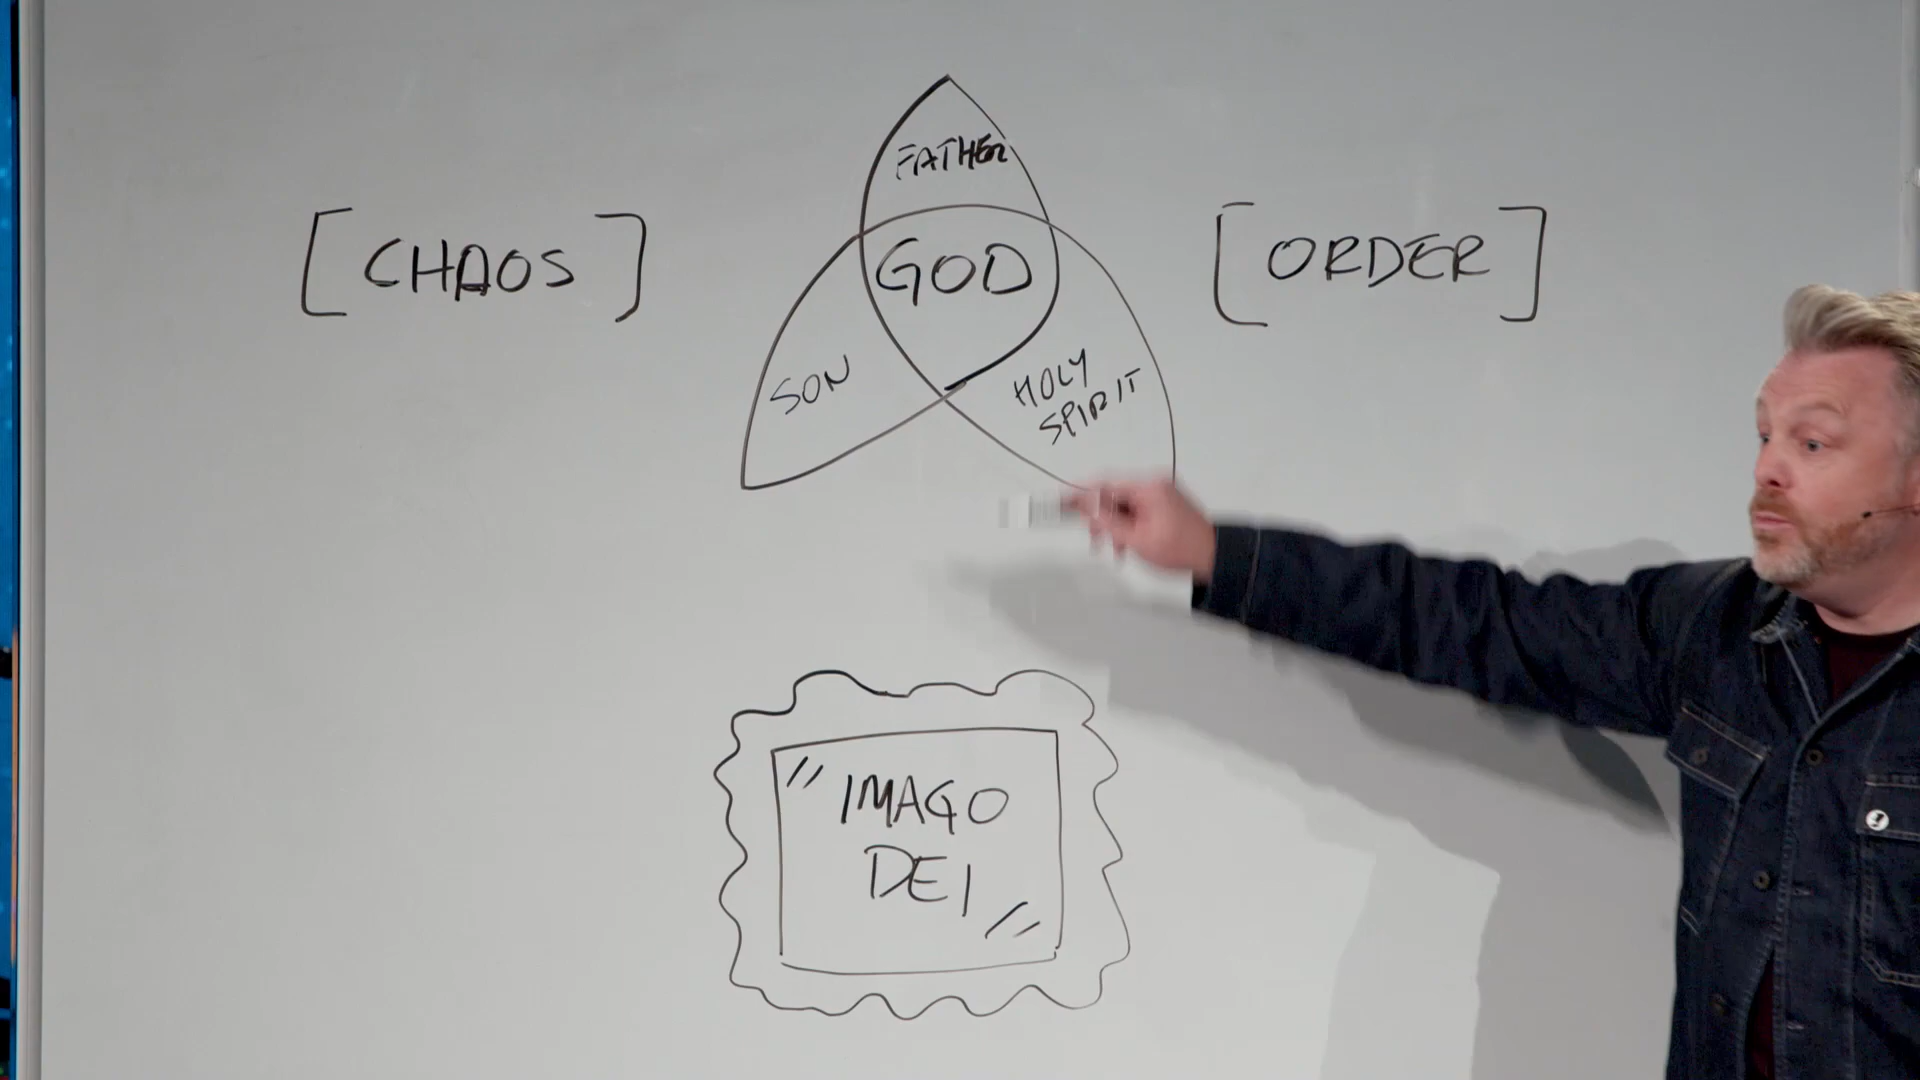 FATHER
[CHAOS]
GOD
[ORDER]
SON
HOLY
SPIRIT
IMAGO
DEI